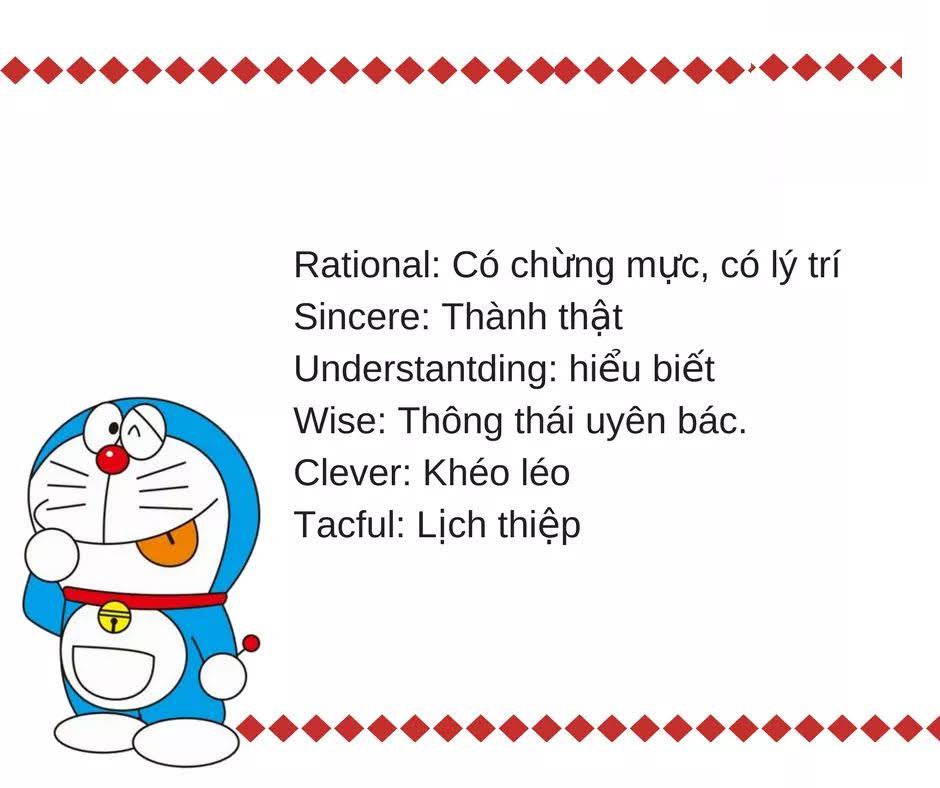 Rational: Có chừng mực, có lý trí
Sincere: Thành thật
Understantding: hiểu biết
Wise: Thông thái uyên bác.
Clever: Khéo léo
Tacful: Lịch thiệp